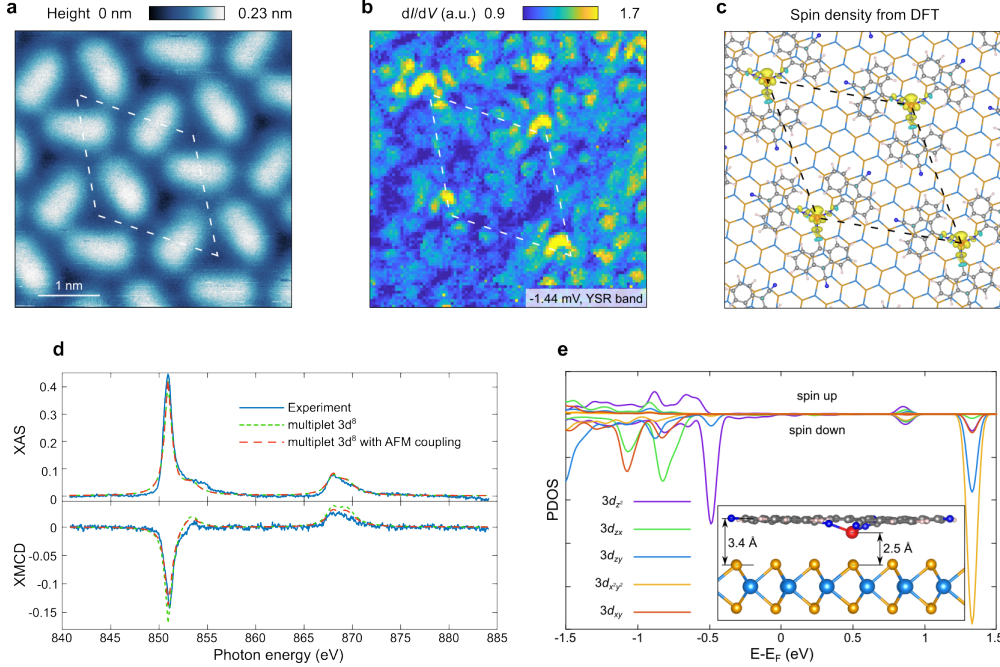 a
Height 0 nm 0.23 nm
1 nm
b
dI/dV (a.u.) 0.9 1.7
-1.44 mV, YSR band
c
Spin density from DFT
d
XAS
0.4
0.3
0.2
0.1
0
Experiment
multiplet 3d⁸
multiplet 3d⁸ with AFM coupling
XMCD
0
-0.05
-0.1
-0.15
840 845 850 855 860 865 870 875 880 885
Photon energy (eV)
e
PDOS
spin up
spin down
3d_z²
3d_zx
3d_zy
3d_x²y²
3d_xy
3.4 Å
2.5 Å
-1.5 -1 -0.5 0 0.5 1 1.5
E-E_F (eV)